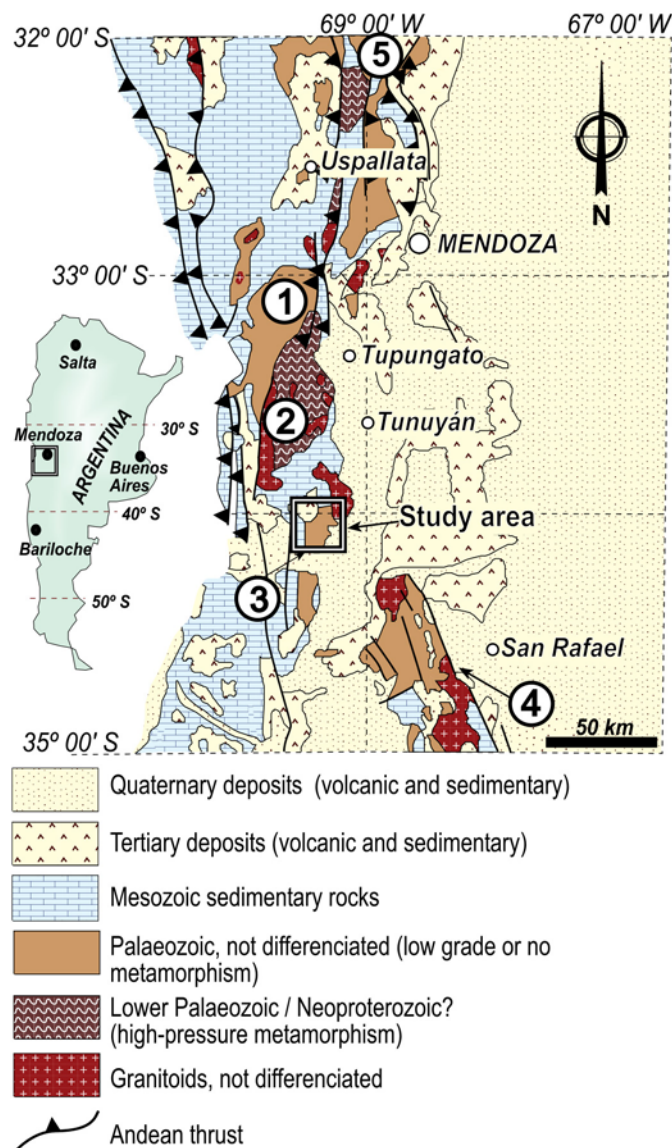 69º 00' W
67º 00' W
32º 00' S
5
Uspallata
N
MENDOZA
33º 00' S
1
Tupungato
Salta
2
Tunuyán
Mendoza
30º S
ARGENTINA
Buenos
Aires
Study area
40º S
Bariloche
3
50º S
San Rafael
4
50 km
35º 00' S
Quaternary deposits (volcanic and sedimentary)
Tertiary deposits (volcanic and sedimentary)
Mesozoic sedimentary rocks
Palaeozoic, not differenciated (low grade or no
metamorphism)
Lower Palaeozoic / Neoproterozoic?
(high-pressure metamorphism)
Granitoids, not differenciated
Andean thrust